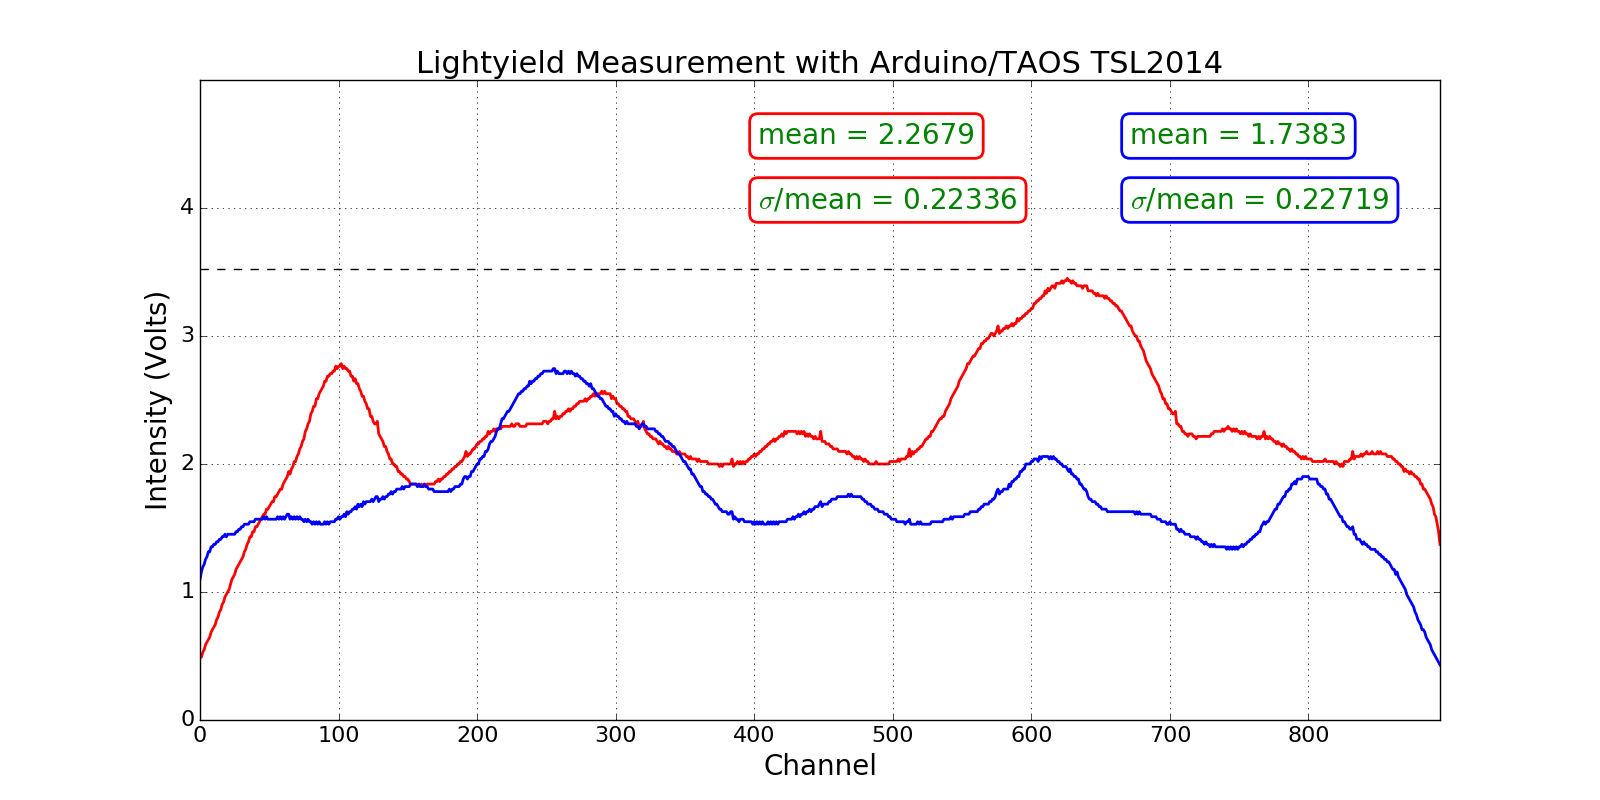 Lightyield Measurement with Arduino/TAOS TSL2014
mean = 2.2679
mean = 1.7383
σ/mean = 0.22336
σ/mean = 0.22719
Intensity (Volts)
4
3
2
1
0
0 100 200 300 400 500 600 700 800
Channel